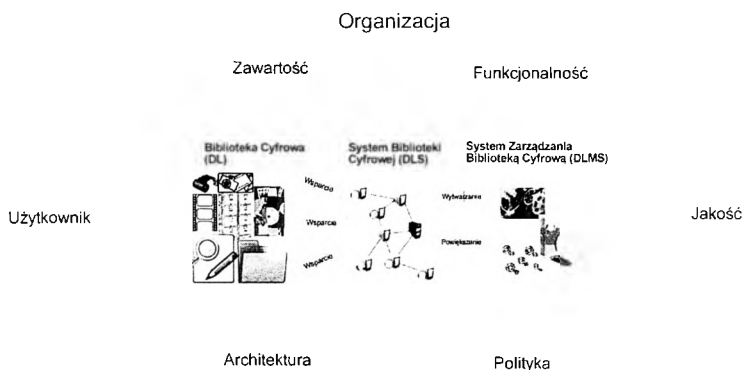 Organizacja
Zawartość
Funkcjonalność
Biblioteka Cyfrowa
(DL)
System Biblioteki
Cyfrowej (DLS)
System Zarządzania
Biblioteką Cyfrową (DLMS)
Wsparcie
Wytwarzanie
Użytkownik
Wsparcie
Jakość
Powiększanie
Wsparcie
Architektura
Polityka